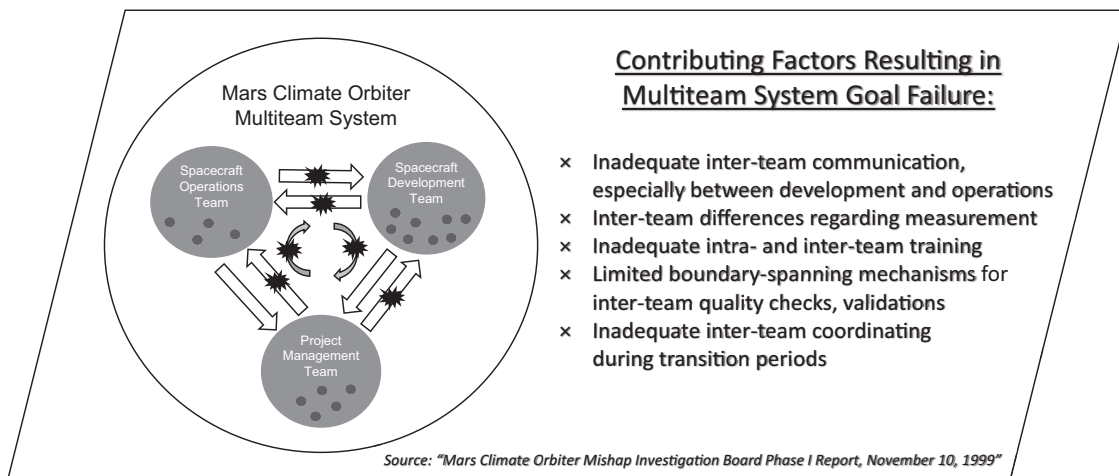 Mars Climate Orbiter
Multiteam System
Spacecraft
Operations
Team
Spacecraft
Development
Team
Project
Management
Team
Contributing Factors Resulting in
Multiteam System Goal Failure:
× Inadequate inter-team communication,
especially between development and operations
× Inter-team differences regarding measurement
× Inadequate intra- and inter-team training
× Limited boundary-spanning mechanisms for
inter-team quality checks, validations
× Inadequate inter-team coordinating
during transition periods
Source: “Mars Climate Orbiter Mishap Investigation Board Phase I Report, November 10, 1999”